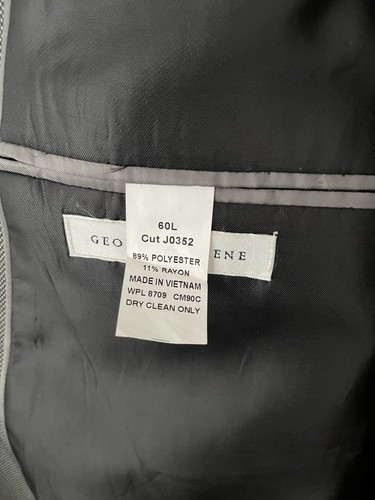 60L
Cut J0352
GEO ENE
89% POLYESTER
11% RAYON
MADE IN VIETNAM
WPL 8709 CM90C
DRY CLEAN ONLY